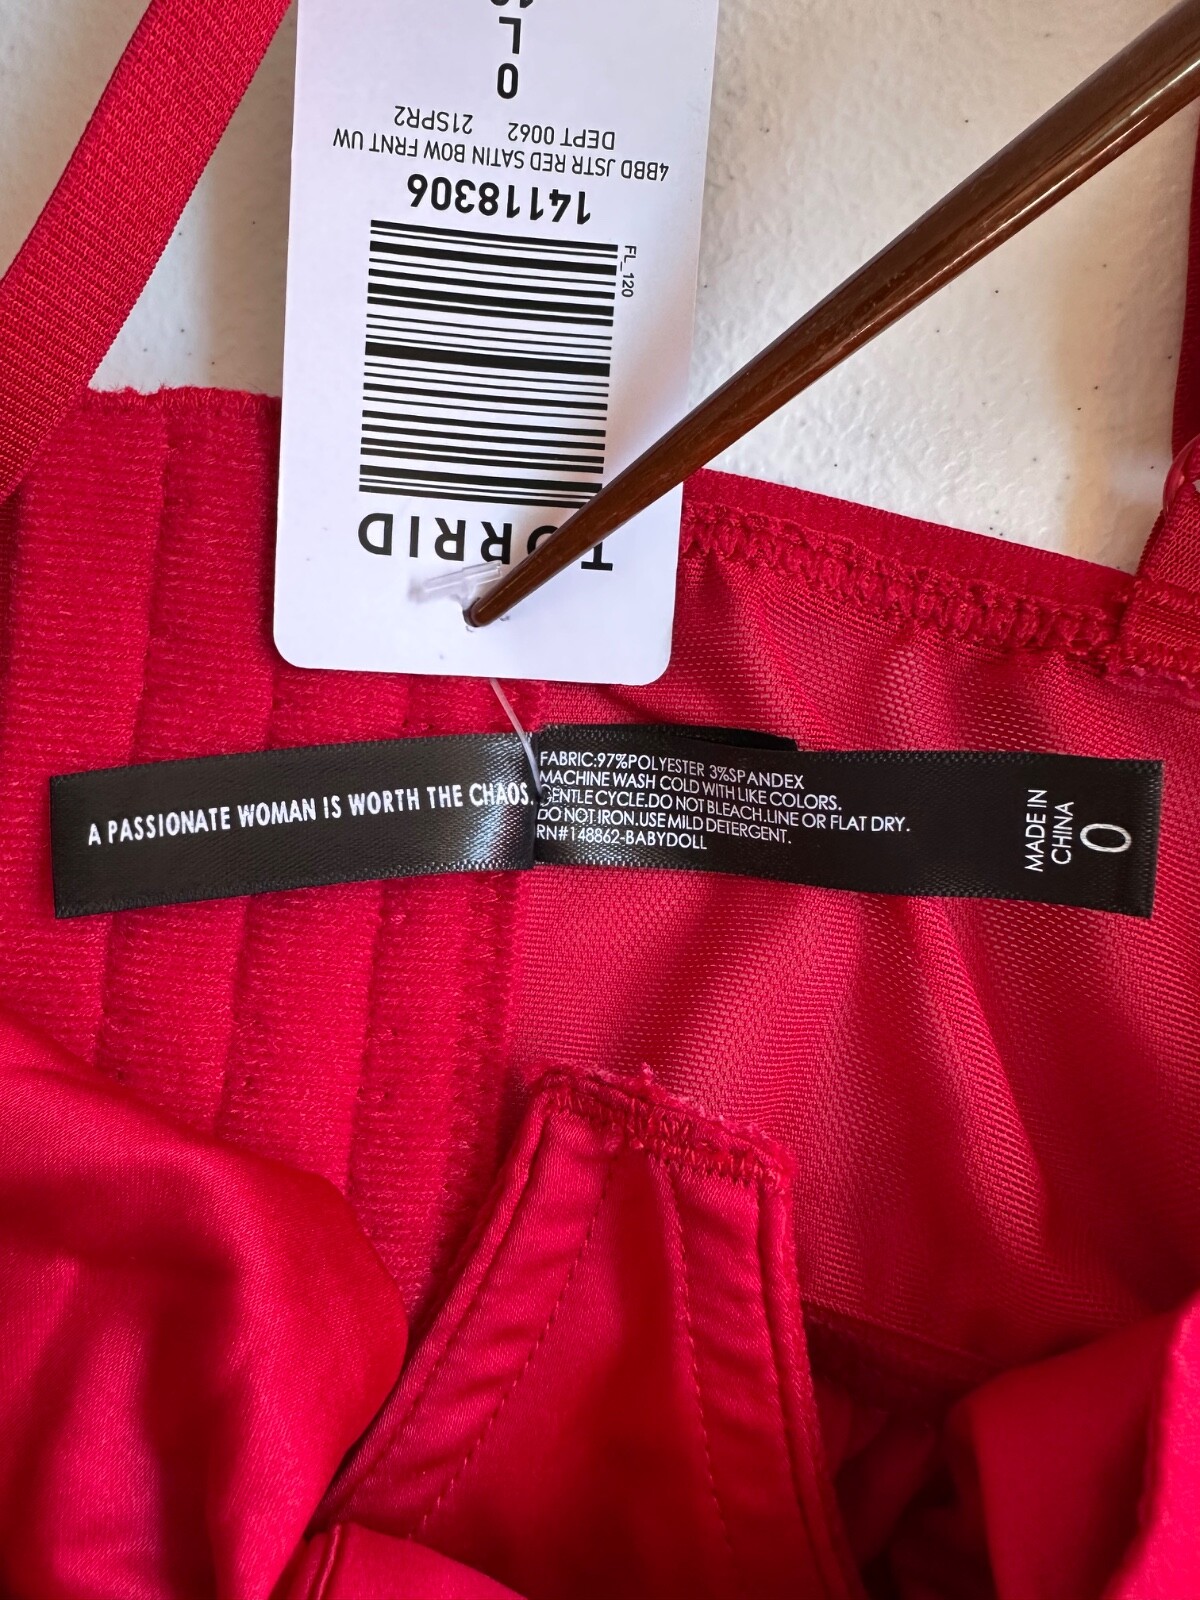 TORRID
FL_120
14118306
4BBD JSTR RED SATIN BOW FRNT UW
DEPT 0062 21SPR2
0
L
A PASSIONATE WOMAN IS WORTH THE CHAOS.
FABRIC:97%POLYESTER 3%SPANDEX
MACHINE WASH COLD WITH LIKE COLORS.
GENTLE CYCLE.DO NOT BLEACH.LINE OR FLAT DRY.
DO NOT IRON.USE MILD DETERGENT.
RN#148862-BABYDOLL
MADE IN
CHINA
0